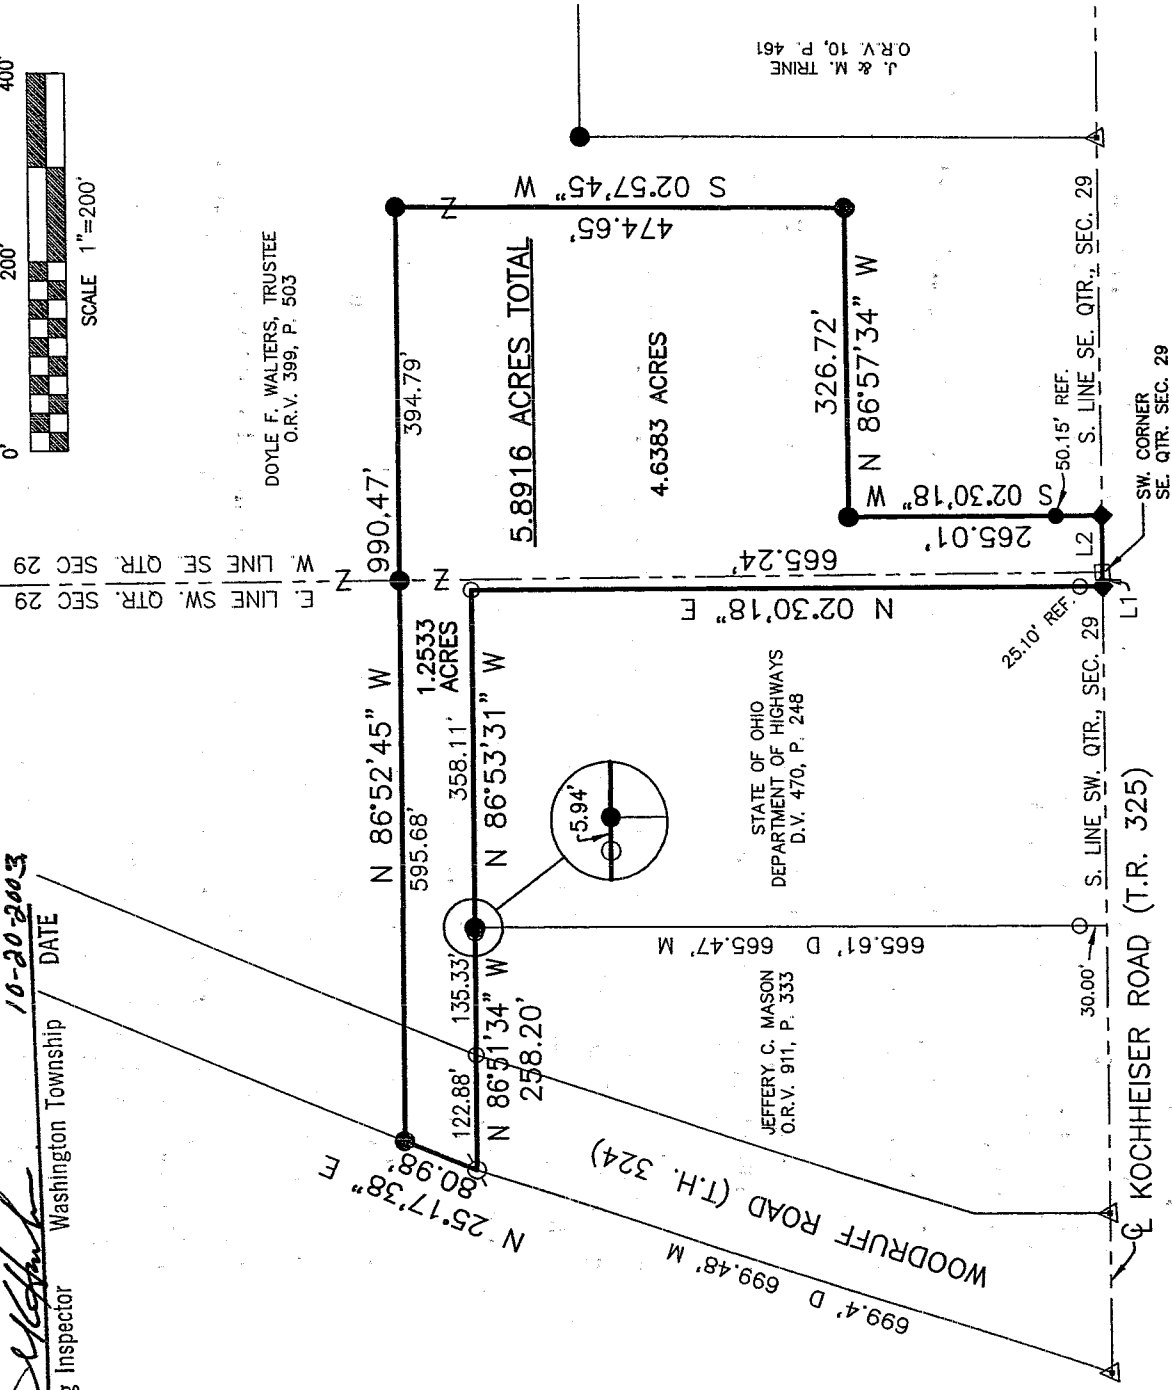 0'
200'
400'
SCALE 1"=200'
J. & M. TRINE
O.R.V. 10, P. 461
DOYLE F. WALTERS, TRUSTEE
O.R.V. 399, P. 503
E. LINE SW. QTR. SEC 29
W. LINE SE. QTR. SEC 29
990.47'
394.79'
S 02°57'45" W
474.65'
5.8916 ACRES TOTAL
4.6383 ACRES
326.72'
N 86°57'34" W
S 02°30'18" W
265.01'
50.15' REF.
S. LINE SE. QTR., SEC. 29
SW. CORNER
SE. QTR. SEC. 29
L2
L1
665.24'
N 02°30'18" E
25.10' REF.
N 86°52'45" W
595.68'
1.2533
ACRES
358.11'
N 86°53'31" W
5.94'
STATE OF OHIO
DEPARTMENT OF HIGHWAYS
D.V. 470, P. 248
S. LINE SW. QTR., SEC. 29
665.61' D 665.47' M
30.00'
135.33'
122.88'
N 86°51'34" W
258.20'
JEFFERY C. MASON
O.R.V. 911, P. 333
N 25°17'38" E
80.98'
WOODRUFF ROAD (T.H. 324)
699.4' D 699.48' M
KOCHHEISER ROAD (T.R. 325)
10-20-2003
Inspector Washington Township DATE
Z
Z
Z